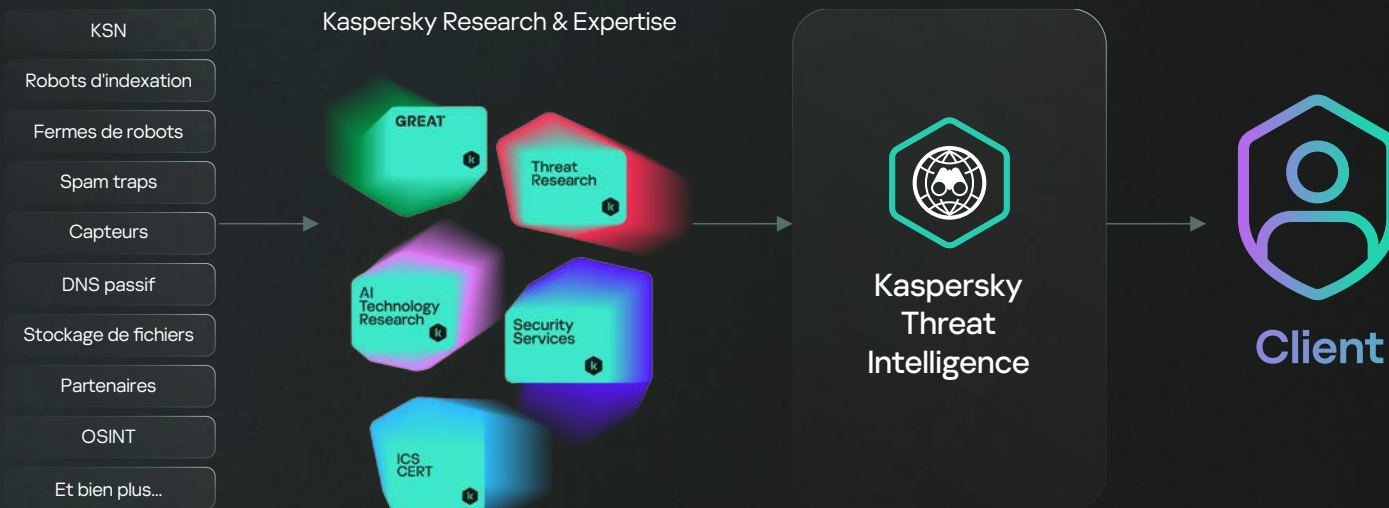 KSN
Robots d'indexation
Fermes de robots
Spam traps
Capteurs
DNS passif
Stockage de fichiers
Partenaires
OSINT
Et bien plus...
Kaspersky Research & Expertise
GREAT
Threat
Research
AI
Technology
Research
Security
Services
ICS
CERT
Kaspersky
Threat
Intelligence
Client